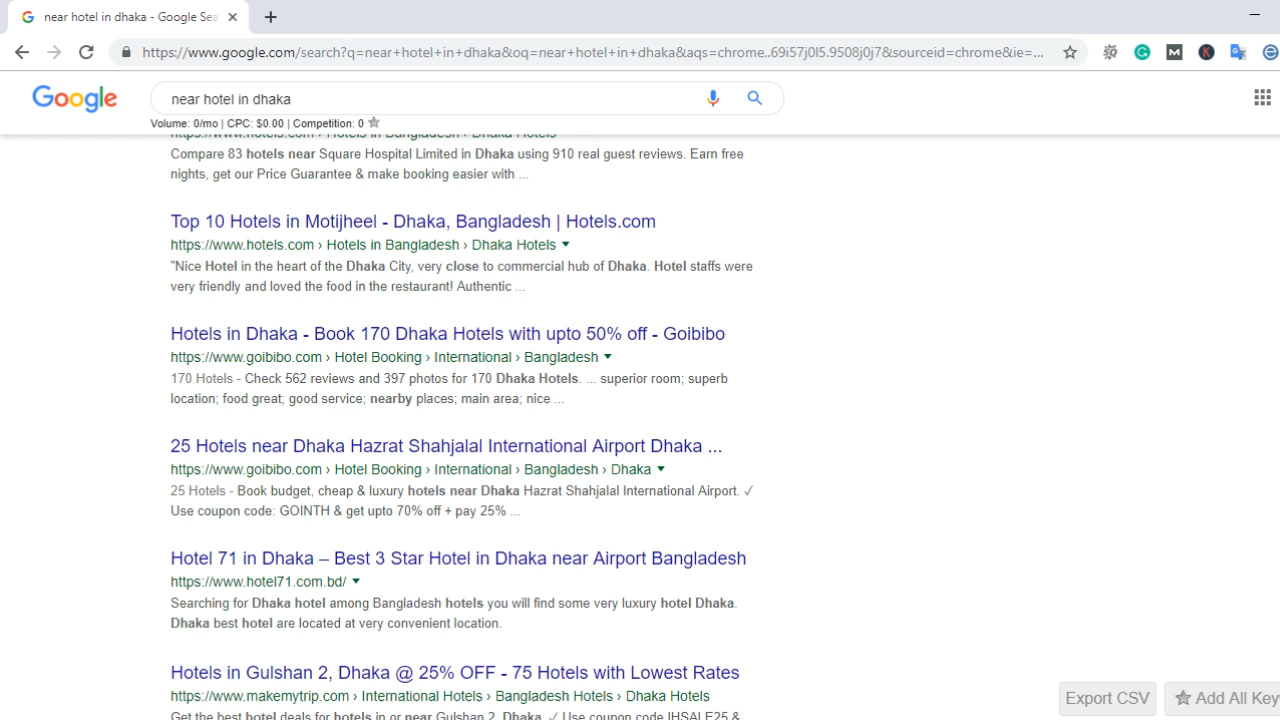 near hotel in dhaka - Google Sea
https://www.google.com/search?q=near+hotel+in+dhaka&oq=near+hotel+in+dhaka&aqs=chrome..69i57j0l5.9508j0j7&sourceid=chrome&ie=...
Google
near hotel in dhaka
Volume: 0/mo | CPC: $0.00 | Competition: 0
https://www.hotels.com › Hotels in Bangladesh › Dhaka Hotels
Compare 83 hotels near Square Hospital Limited in Dhaka using 910 real guest reviews. Earn free
nights, get our Price Guarantee & make booking easier with ...
Top 10 Hotels in Motijheel - Dhaka, Bangladesh | Hotels.com
https://www.hotels.com › Hotels in Bangladesh › Dhaka Hotels
"Nice Hotel in the heart of the Dhaka City, very close to commercial hub of Dhaka. Hotel staffs were
very friendly and loved the food in the restaurant! Authentic ...
Hotels in Dhaka - Book 170 Dhaka Hotels with upto 50% off - Goibibo
https://www.goibibo.com › Hotel Booking › International › Bangladesh
170 Hotels - Check 562 reviews and 397 photos for 170 Dhaka Hotels. ... superior room; superb
location; food great; good service; nearby places; main area; nice ...
25 Hotels near Dhaka Hazrat Shahjalal International Airport Dhaka ...
https://www.goibibo.com › Hotel Booking › International › Bangladesh › Dhaka
25 Hotels - Book budget, cheap & luxury hotels near Dhaka Hazrat Shahjalal International Airport. ✓
Use coupon code: GOINTH & get upto 70% off + pay 25% ...
Hotel 71 in Dhaka – Best 3 Star Hotel in Dhaka near Airport Bangladesh
https://www.hotel71.com.bd/
Searching for Dhaka hotel among Bangladesh hotels you will find some very luxury hotel Dhaka.
Dhaka best hotel are located at very convenient location.
Hotels in Gulshan 2, Dhaka @ 25% OFF - 75 Hotels with Lowest Rates
https://www.makemytrip.com › International Hotels › Bangladesh Hotels › Dhaka Hotels
Get the best hotel deals for hotels in or near Gulshan 2, Dhaka. ✓ Use coupon code IHSALE25 &
Export CSV
Add All Key